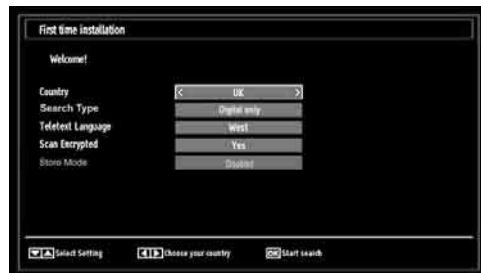 First time installation
Welcome!
Country < UK >
Search Type Digital only
Teletext Language West
Scan Encrypted Yes
Store Mode Disabled
Select Setting Choose your country OK Start search